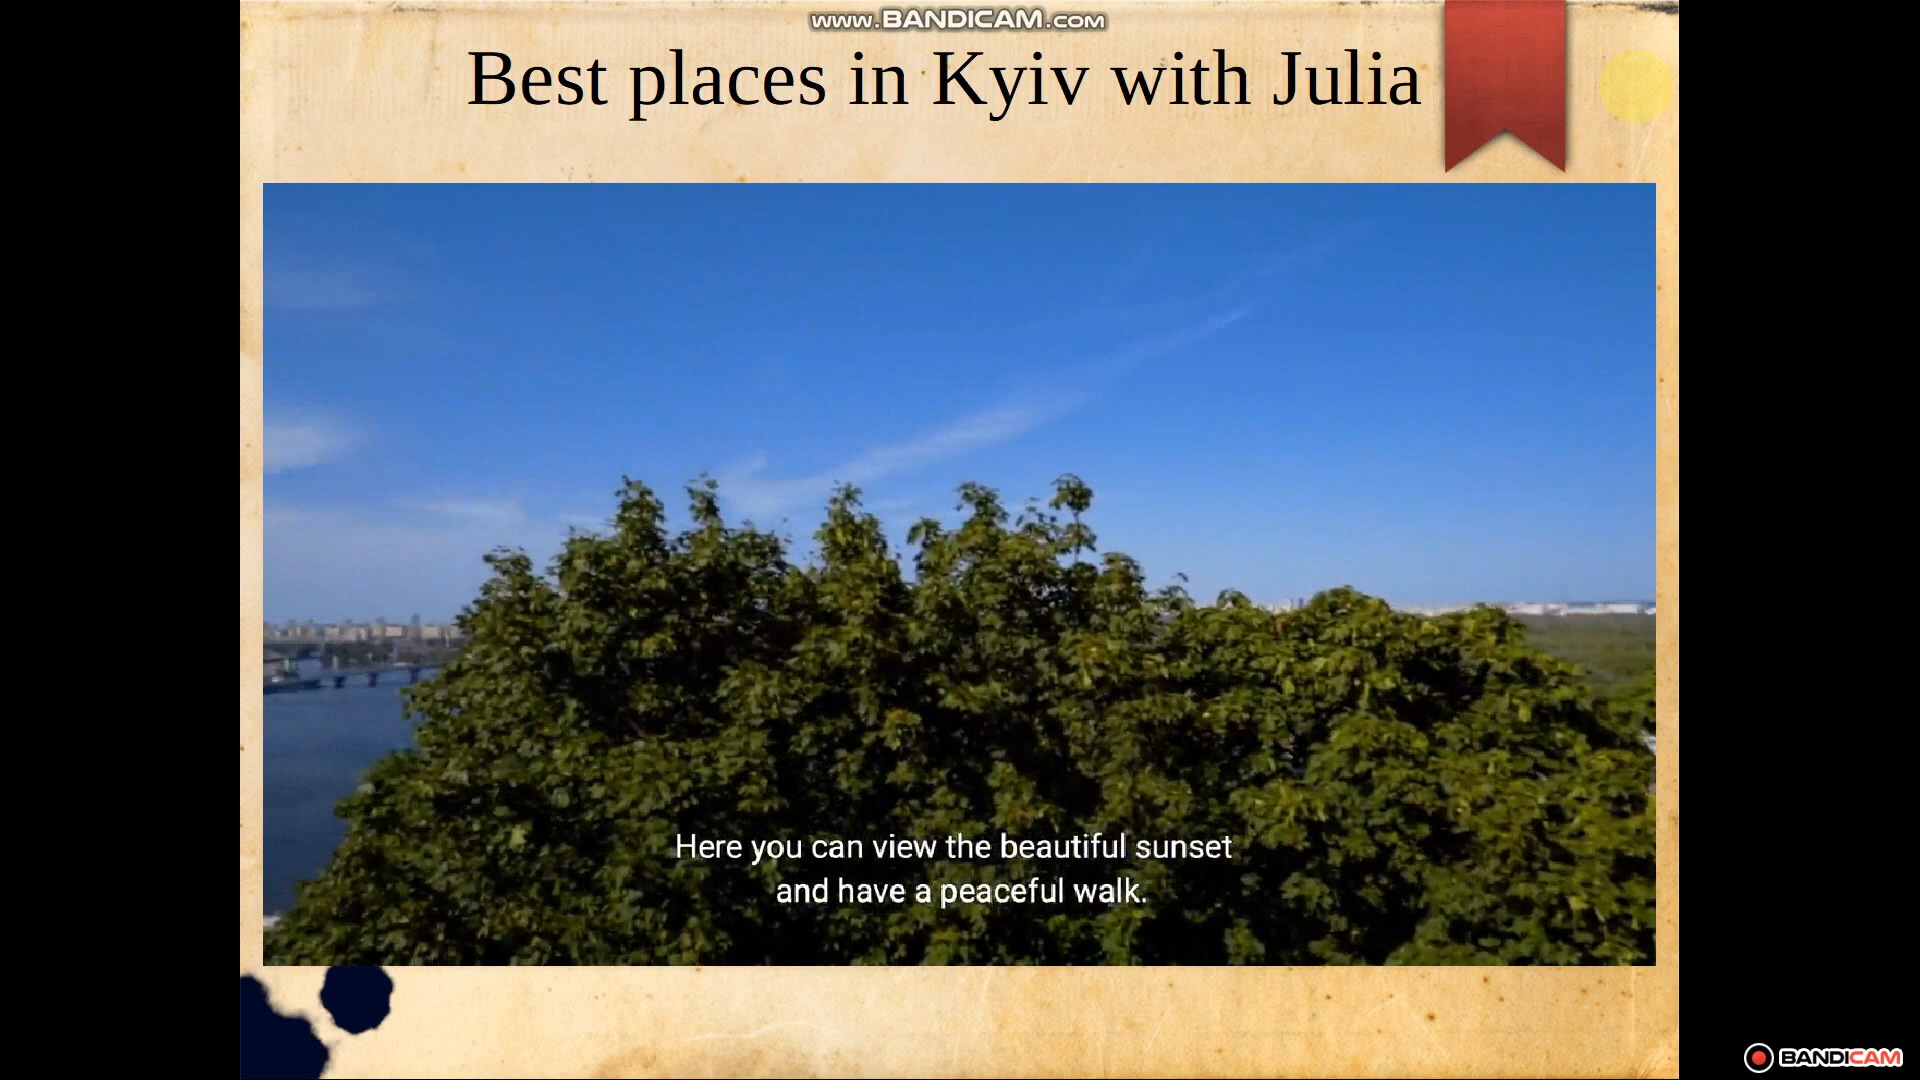 www.BANDICAM.com
Best places in Kyiv with Julia
Here you can view the beautiful sunset
and have a peaceful walk.
BANDICAM